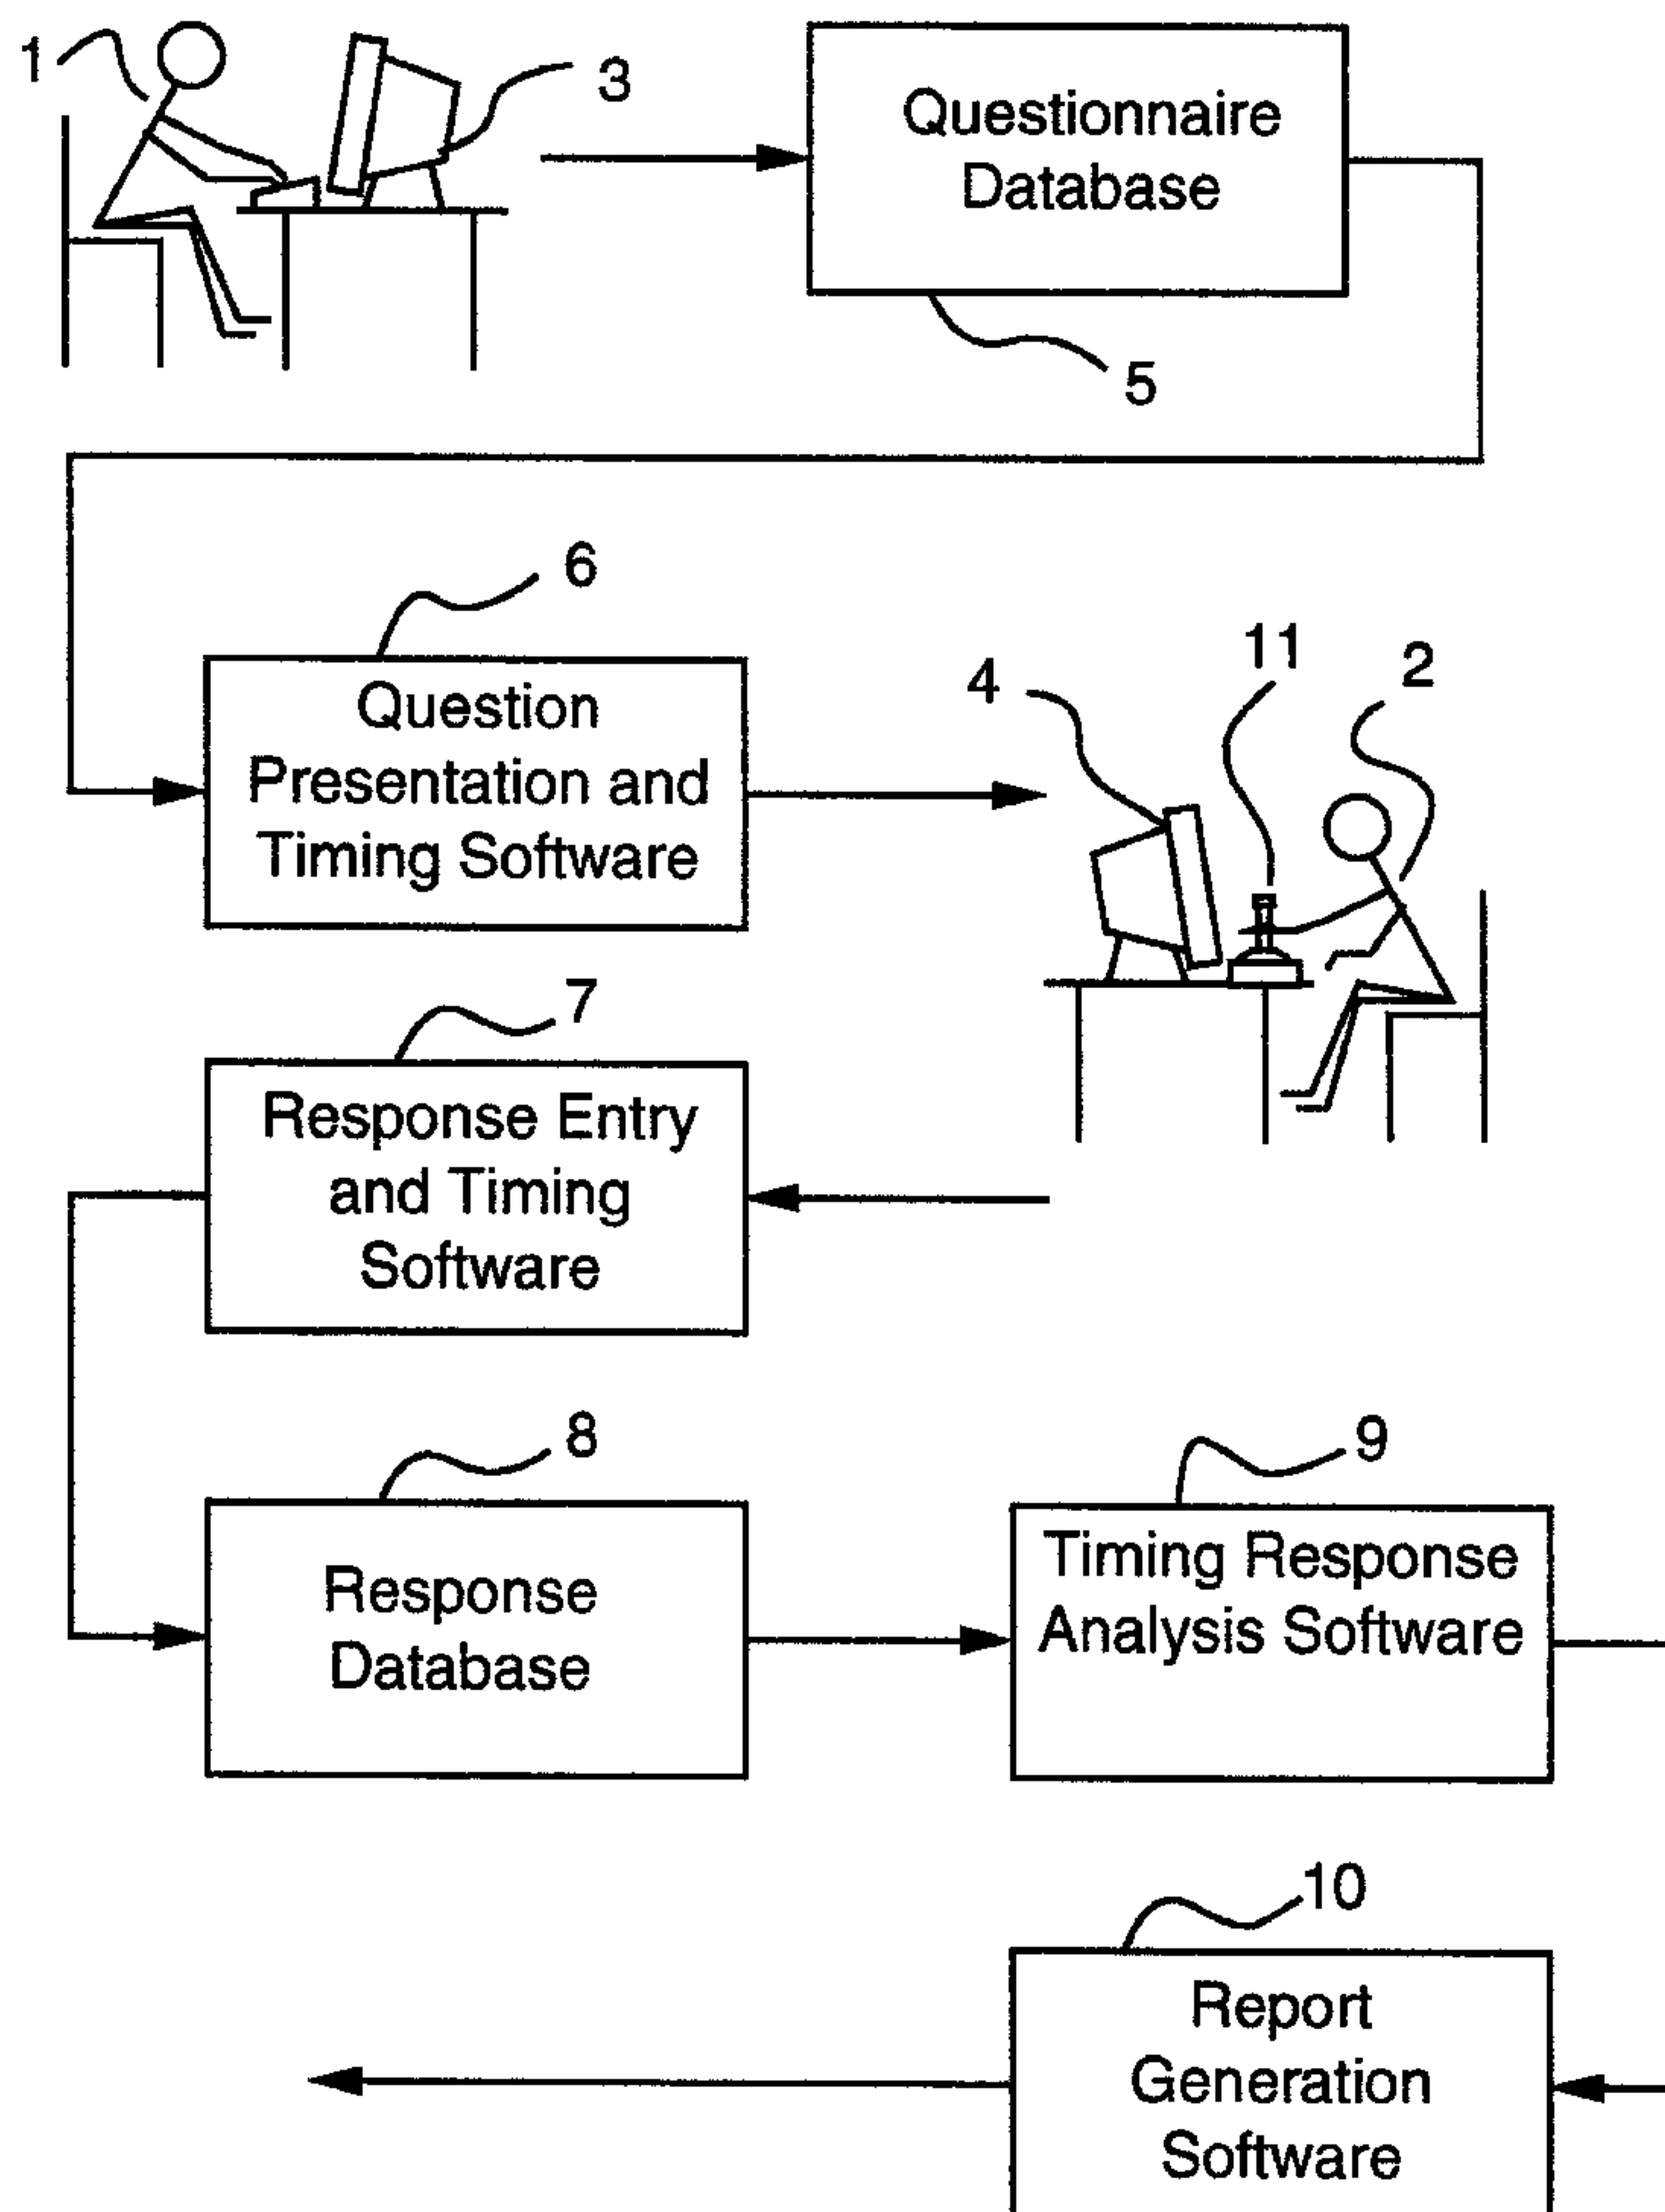 1
3
Questionnaire
Database
5
6
Question
Presentation and
Timing Software
4
11
2
7
Response Entry
and Timing
Software
8
Response
Database
9
Timing Response
Analysis Software
10
Report
Generation
Software